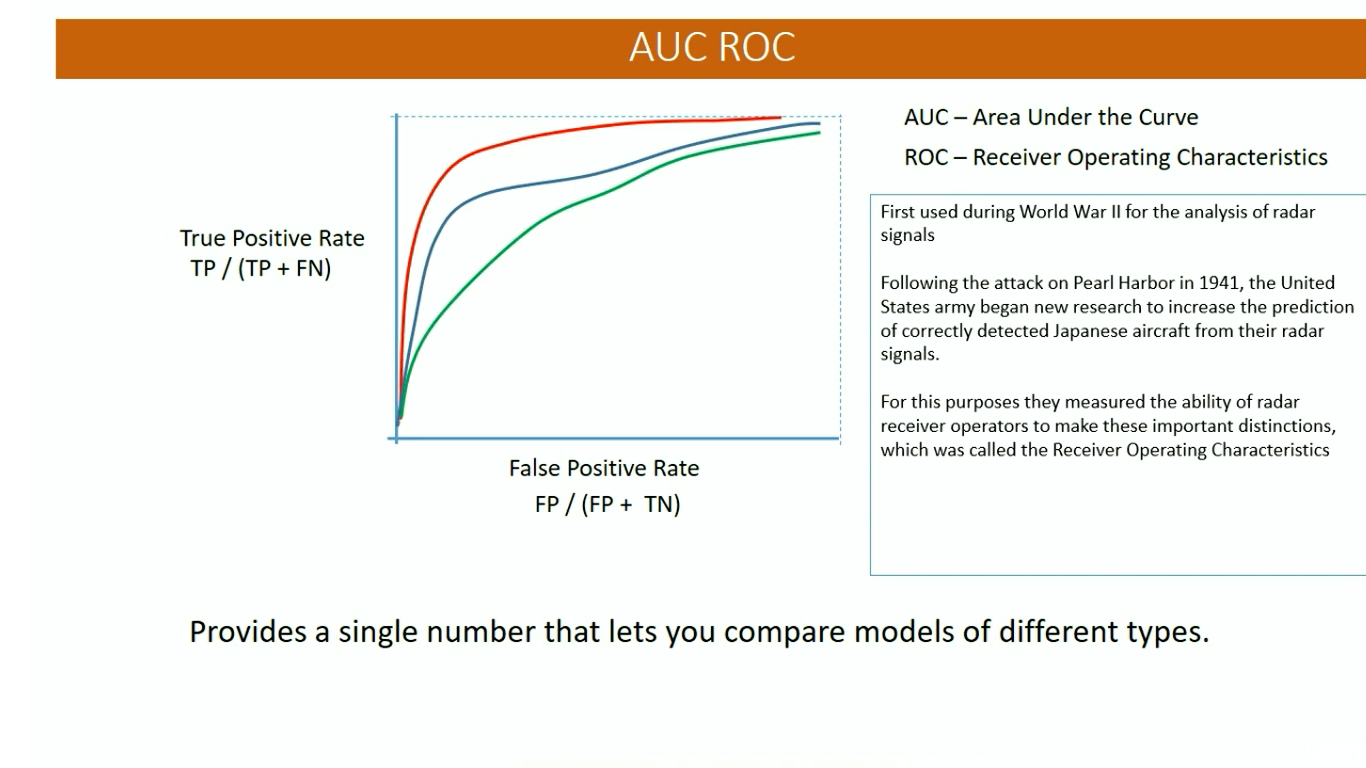 AUC ROC
AUC – Area Under the Curve
ROC – Receiver Operating Characteristics
True Positive Rate
TP / (TP + FN)
False Positive Rate
FP / (FP + TN)
First used during World War II for the analysis of radar
signals
Following the attack on Pearl Harbor in 1941, the United
States army began new research to increase the prediction
of correctly detected Japanese aircraft from their radar
signals.
For this purposes they measured the ability of radar
receiver operators to make these important distinctions,
which was called the Receiver Operating Characteristics
Provides a single number that lets you compare models of different types.